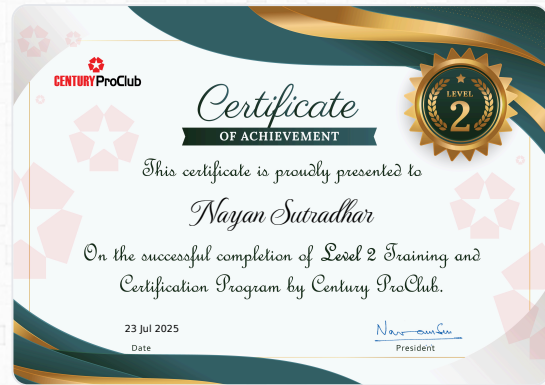 CENTURY ProClub
Certificate
OF ACHIEVEMENT
LEVEL
2
This certificate is proudly presented to
Nayan Sutradhar
On the successful completion of Level 2 Training and
Certification Program by Century ProClub.
23 Jul 2025
Date
President